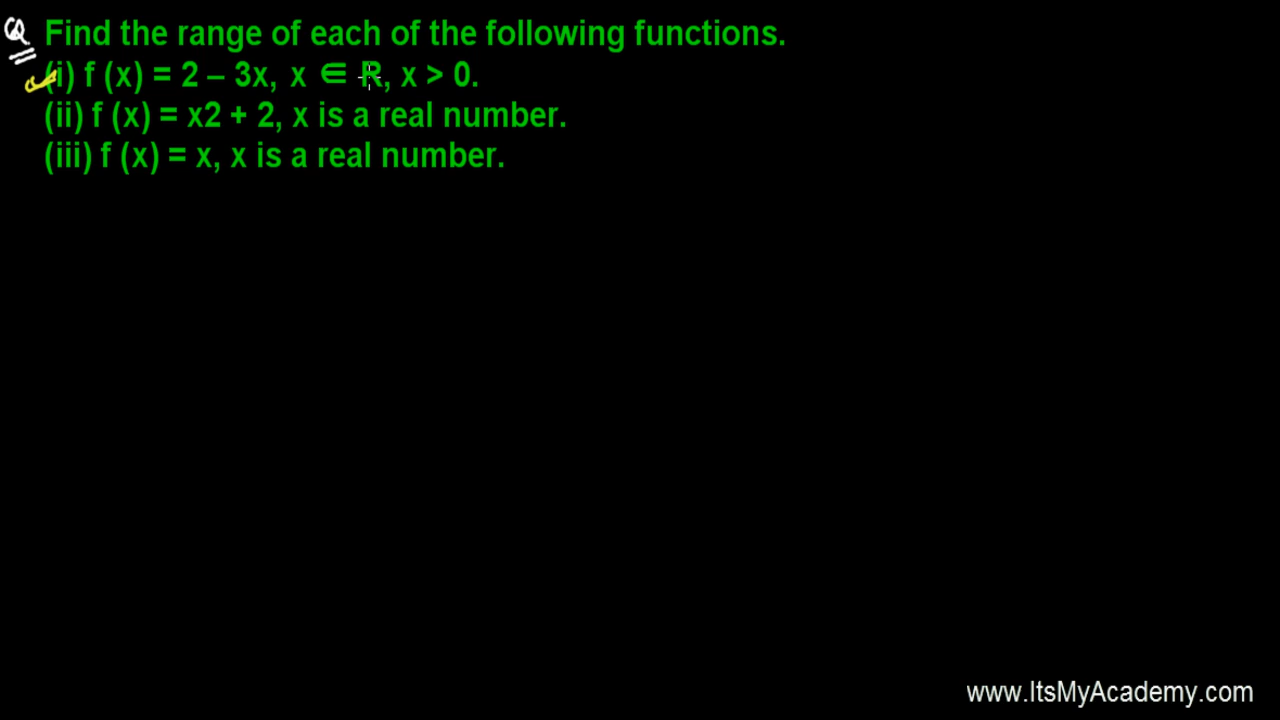 Q Find the range of each of the following functions.
(i) f (x) = 2 – 3x, x ∈ R, x > 0.
(ii) f (x) = x2 + 2, x is a real number.
(iii) f (x) = x, x is a real number.
www.ItsMyAcademy.com